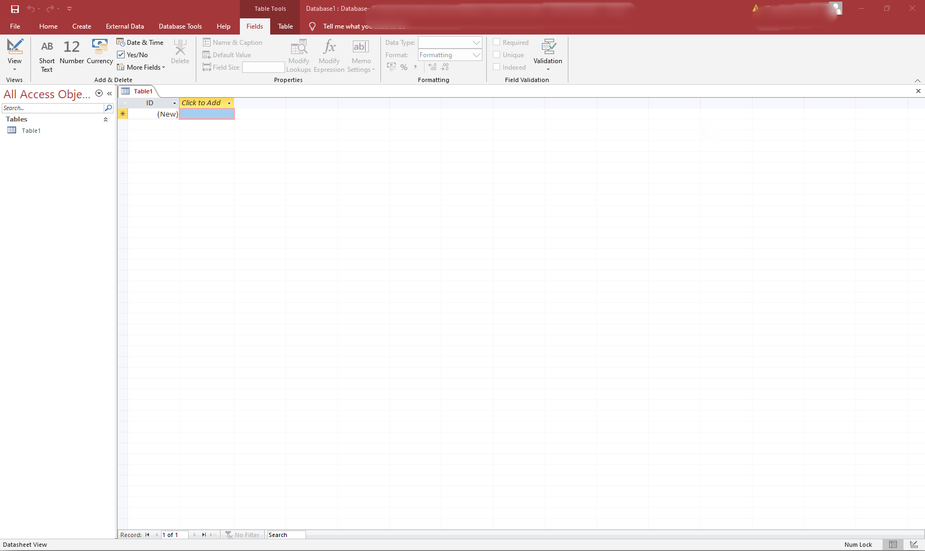 Table Tools Database1 : Database-
File Home Create External Data Database Tools Help Fields Table Tell me what you
View
Views
AB
Short
Text
12
Number
Currency
Date & Time
Yes/No
More Fields
Delete
Add & Delete
Name & Caption
Default Value
Field Size
Modify
Lookups
fx
Modify
Expression
ab
Memo
Settings
Properties
Data Type:
Format: Formatting
%
Formatting
Required
Unique
Indexed
Validation
Field Validation
All Access Obje...
Search...
Tables
Table1
Table1
ID Click to Add
(New)
Record: 1 of 1 No Filter Search
Datasheet View Num Lock